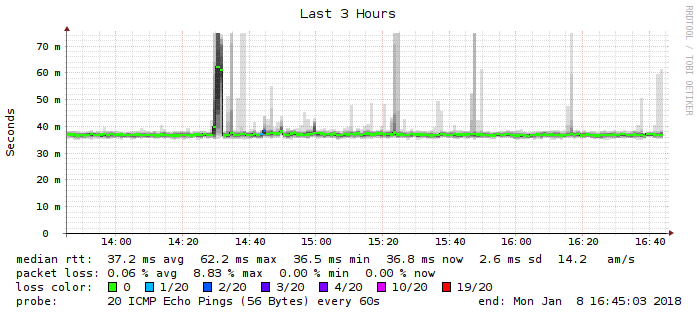 Last 3 Hours
RRDTOOL / TOBI OETIKER
Seconds
70 m
60 m
50 m
40 m
30 m
20 m
10 m
0
14:00 14:20 14:40 15:00 15:20 15:40 16:00 16:20 16:40
median rtt: 37.2 ms avg 62.2 ms max 36.5 ms min 36.8 ms now 2.6 ms sd 14.2 am/s
packet loss: 0.06 % avg 8.83 % max 0.00 % min 0.00 % now
loss color: 0 1/20 2/20 3/20 4/20 10/20 19/20
probe: 20 ICMP Echo Pings (56 Bytes) every 60s end: Mon Jan 8 16:45:03 2018